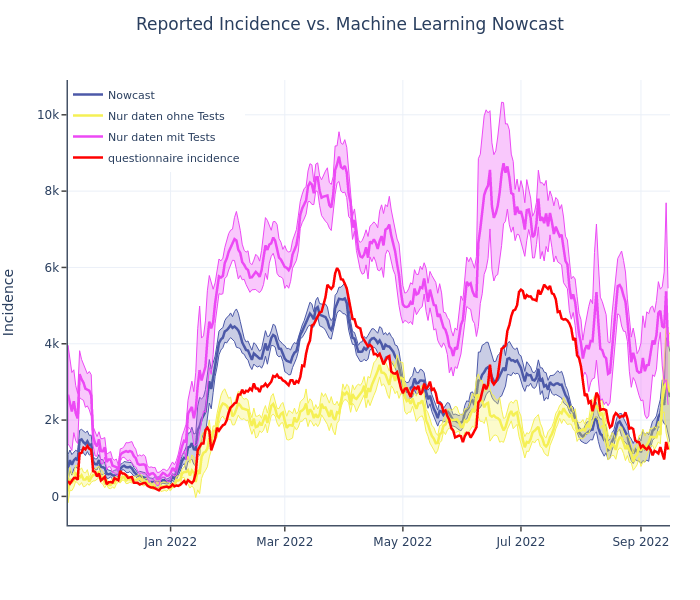 Reported Incidence vs. Machine Learning Nowcast
Nowcast
Nur daten ohne Tests
Nur daten mit Tests
questionnaire incidence
Incidence
10k
8k
6k
4k
2k
0
Jan 2022
Mar 2022
May 2022
Jul 2022
Sep 2022